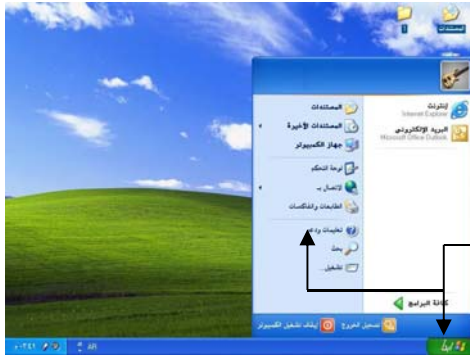 المستندات
إنترنت
Internet Explorer
البريد الإلكتروني
Microsoft Office Outlook
المستندات
المستندات الأخيرة
جهاز الكمبيوتر
لوحة التحكم
الاتصال بـ
الطابعات والفاكسات
تعليمات ودعم
بحث
تشغيل...
كافة البرامج
تسجيل الخروج
إيقاف تشغيل الكمبيوتر
ابدأ
AR